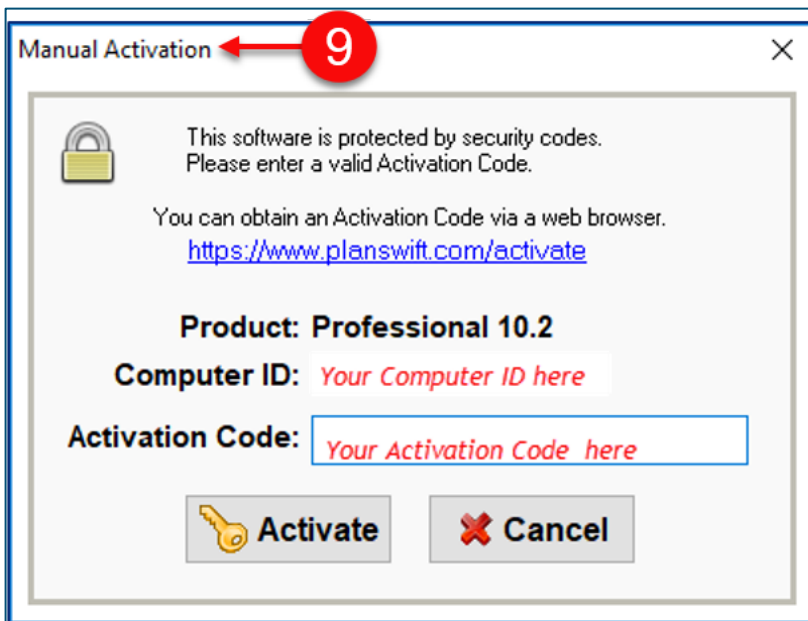 Manual Activation
9
This software is protected by security codes.
Please enter a valid Activation Code.
You can obtain an Activation Code via a web browser.
https://www.planswift.com/activate
Product: Professional 10.2
Computer ID: Your Computer ID here
Activation Code: Your Activation Code here
Activate Cancel